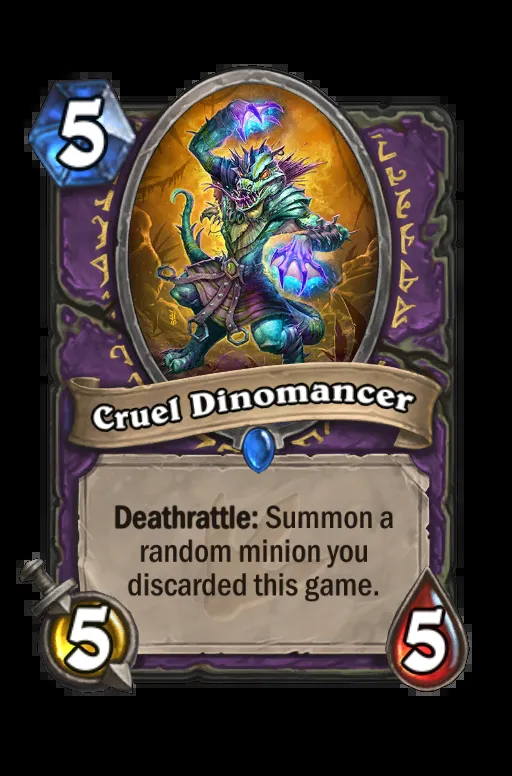 5
Cruel Dinomancer
Deathrattle: Summon a
random minion you
discarded this game.
5
5